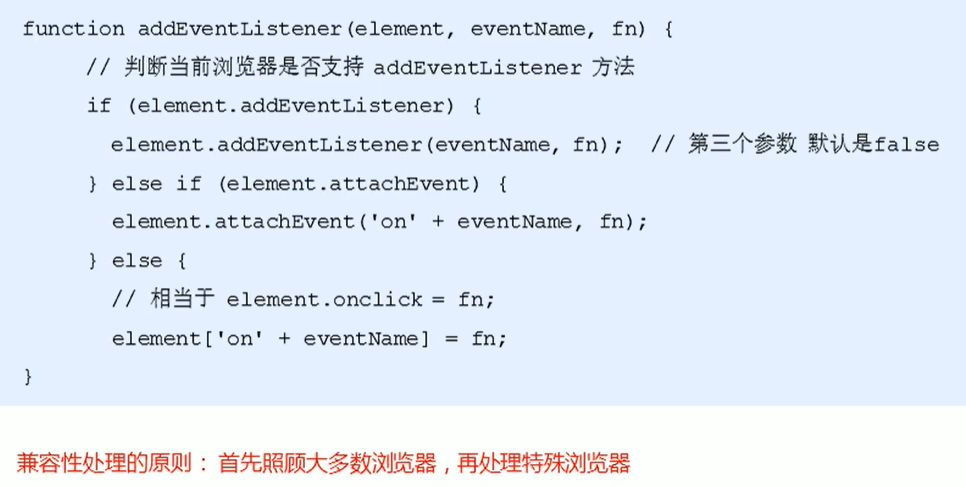 function addEventListener(element, eventName, fn) {
// 判断当前浏览器是否支持 addEventListener 方法
if (element.addEventListener) {
element.addEventListener(eventName, fn);  // 第三个参数 默认是false
} else if (element.attachEvent) {
element.attachEvent('on' + eventName, fn);
} else {
// 相当于 element.onclick = fn;
element['on' + eventName] = fn;
}
兼容性处理的原则：首先照顾大多数浏览器，再处理特殊浏览器